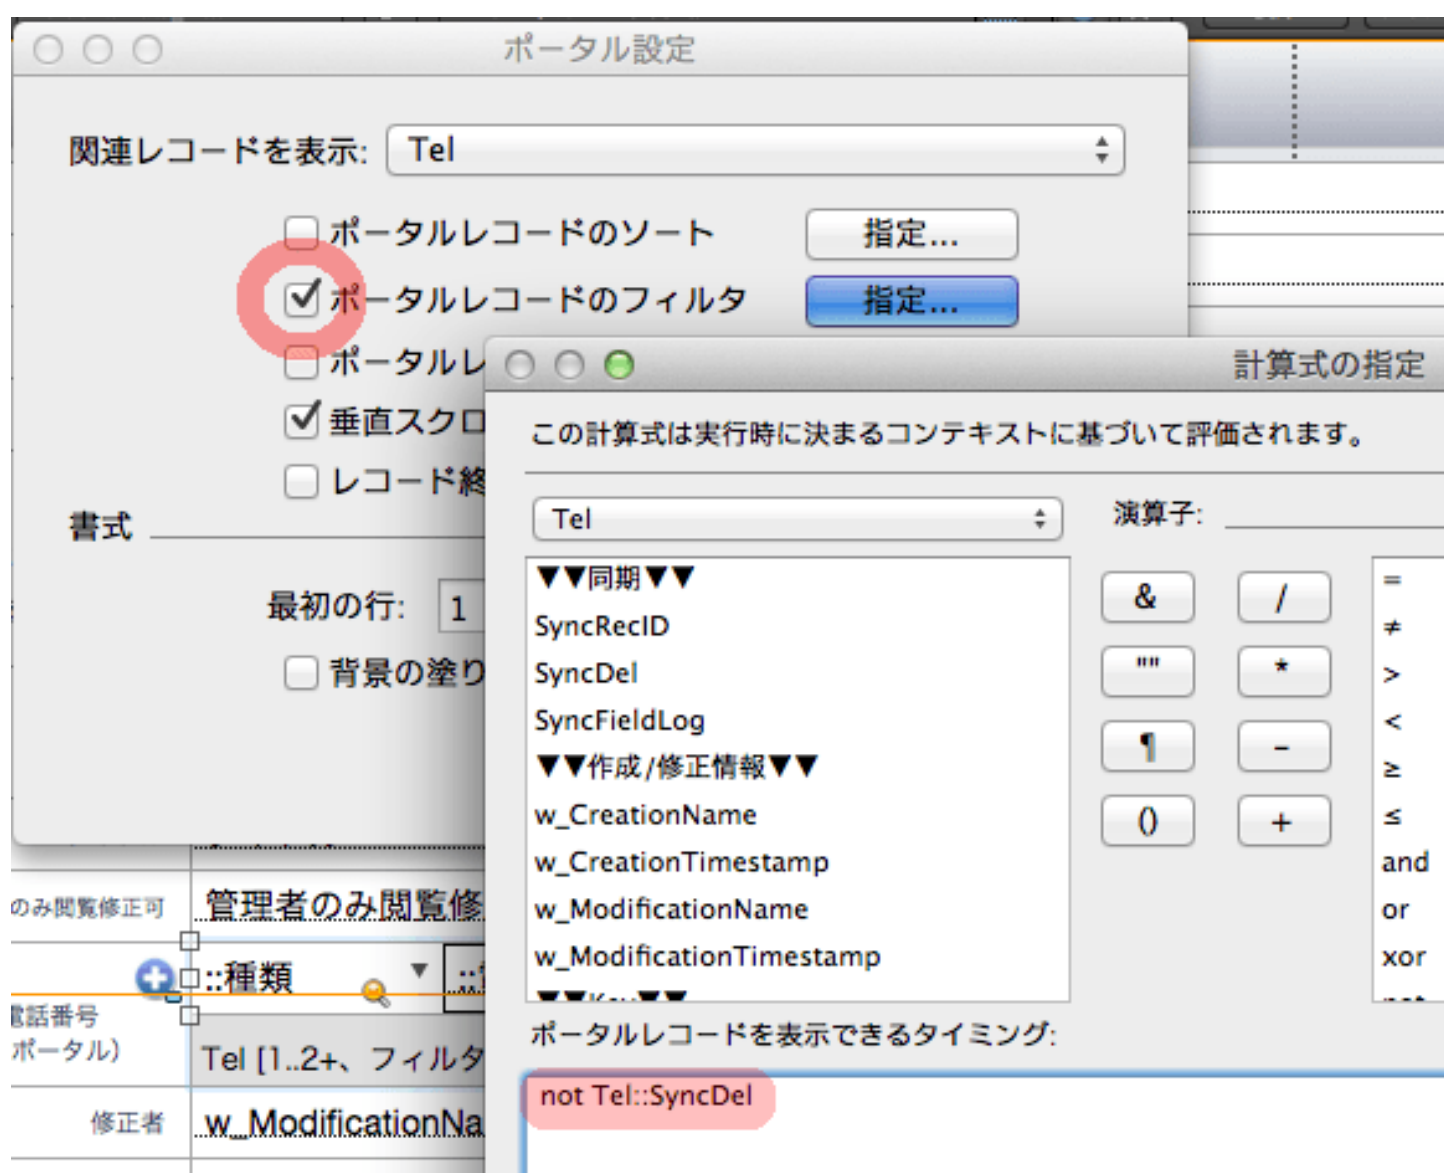 ポータル設定
関連レコードを表示: Tel
ポータルレコードのソート 指定...
ポータルレコードのフィルタ 指定...
ポータルレ
垂直スクロ
レコード終
書式
最初の行: 1
背景の塗り
計算式の指定
この計算式は実行時に決まるコンテキストに基づいて評価されます。
Tel
演算子:
▼▼同期▼▼
SyncRecID
SyncDel
SyncFieldLog
▼▼作成/修正情報▼▼
w_CreationName
w_CreationTimestamp
w_ModificationName
w_ModificationTimestamp
& /
"" *
¶ -
() +
=
≠
>
<
≥
≤
and
or
xor
ポータルレコードを表示できるタイミング:
not Tel::SyncDel
のみ閲覧修正可 管理者のみ閲覧修
::種類
電話番号
ポータル)
Tel [1..2+、フィルタ
修正者 w_ModificationNa